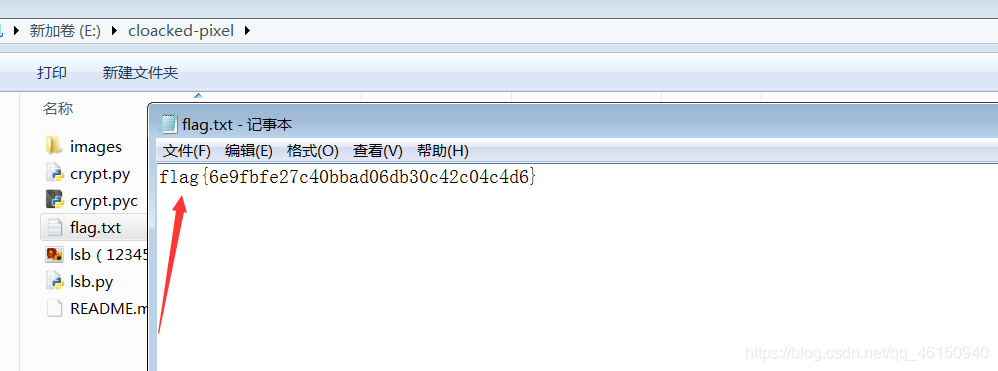 新加卷 (E:) cloacked-pixel
打印 新建文件夹
名称
flag.txt - 记事本
文件(F) 编辑(E) 格式(O) 查看(V) 帮助(H)
flag{6e9fbfe27c40bbad06db30c42c04c4d6}
images
crypt.py
crypt.pyc
flag.txt
lsb（12345
lsb.py
README.m
https://blog.csdn.net/qq_46150940